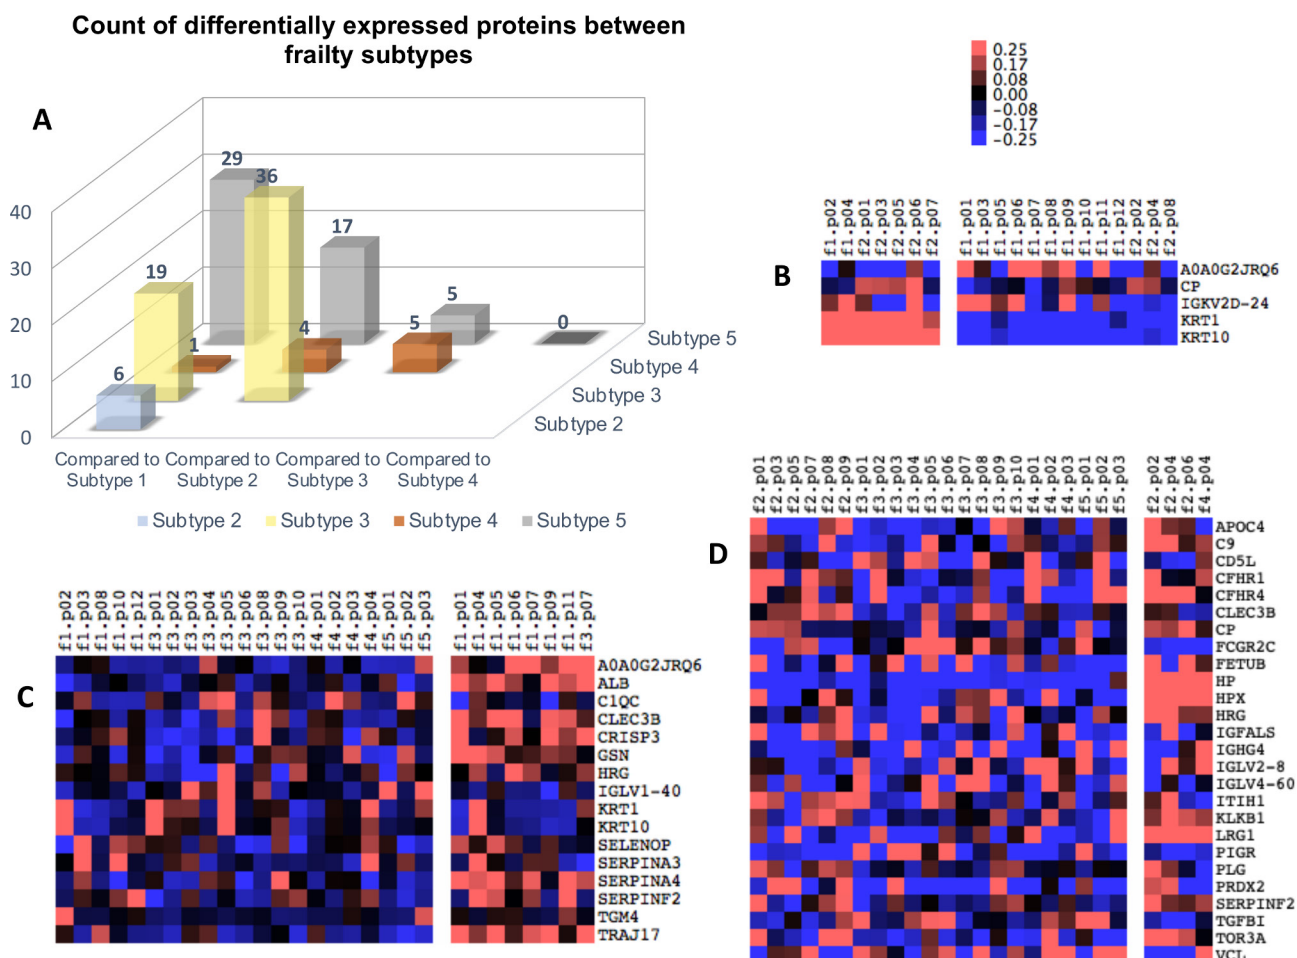 Count of differentially expressed proteins between
frailty subtypes
A
29
36
19
17
1
4
5
5
6
0
40
30
20
10
0
Subtype 5
Subtype 4
Subtype 3
Subtype 2
Compared to Compared to Compared to Compared to
Subtype 1 Subtype 2 Subtype 3 Subtype 4
Subtype 2 Subtype 3 Subtype 4 Subtype 5
0.25
0.17
0.08
0.00
-0.08
-0.17
-0.25
B
f1.p02 f1.p04 f2.p01 f2.p03 f2.p05 f2.p06 f2.p07 f1.p01 f1.p03 f1.p05 f1.p06 f1.p07 f1.p08 f1.p09 f1.p10 f1.p11 f1.p12 f2.p02 f2.p04 f2.p08
A0A0G2JRQ6
CP
IGKV2D-24
KRT1
KRT10
C
f1.p02 f1.p03 f1.p08 f1.p10 f1.p12 f3.p01 f3.p02 f3.p03 f3.p04 f3.p05 f3.p06 f3.p08 f3.p09 f3.p10 f4.p01 f4.p02 f4.p03 f4.p04 f5.p01 f5.p02 f5.p03 f1.p01 f1.p04 f1.p05 f1.p06 f1.p07 f1.p09 f1.p11 f3.p07
A0A0G2JRQ6
ALB
C1QC
CLEC3B
CRISP3
GSN
HRG
IGLV1-40
KRT1
KRT10
SELENOP
SERPINA3
SERPINA4
SERPINF2
TGM4
TRAJ17
D
f2.p01 f2.p03 f2.p05 f2.p07 f2.p08 f2.p09 f3.p01 f3.p02 f3.p03 f3.p04 f3.p05 f3.p06 f3.p07 f3.p08 f3.p09 f3.p10 f4.p01 f4.p02 f4.p03 f5.p01 f5.p02 f5.p03 f2.p02 f2.p04 f2.p06 f4.p04
APOC4
C9
CD5L
CFHR1
CFHR4
CLEC3B
CP
FCGR2C
FETUB
HP
HPX
HRG
IGFALS
IGHG4
IGLV2-8
IGLV4-60
ITIH1
KLKB1
LRG1
PIGR
PLG
PRDX2
SERPINF2
TGFBI
TOR3A
VCL